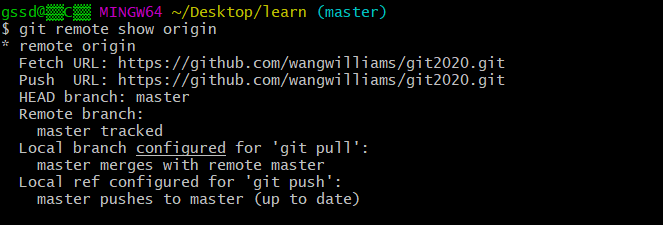 gssd@▒▒C▒▒ MINGW64 ~/Desktop/learn (master)
$ git remote show origin
* remote origin
  Fetch URL: https://github.com/wangwilliams/git2020.git
  Push  URL: https://github.com/wangwilliams/git2020.git
  HEAD branch: master
  Remote branch:
    master tracked
  Local branch configured for 'git pull':
    master merges with remote master
  Local ref configured for 'git push':
    master pushes to master (up to date)